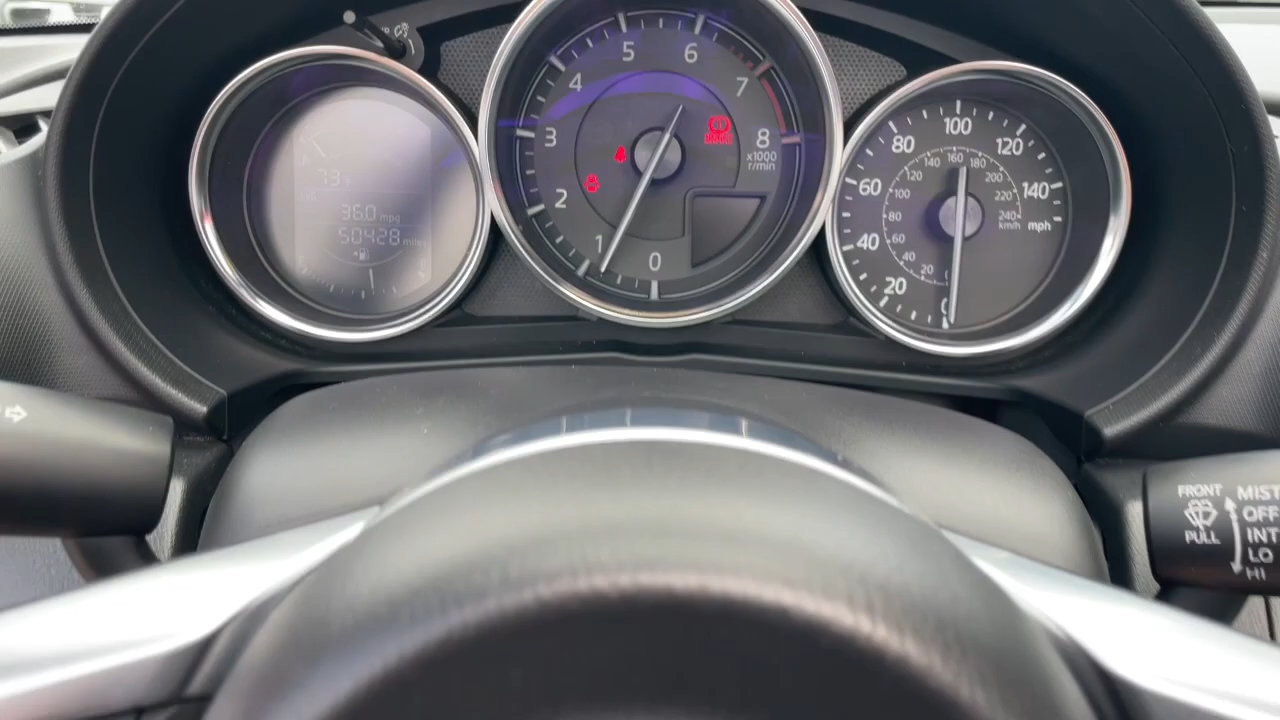 73
36.0 mpg
50428 miles
0
1
2
3
4
5
6
7
8
x1000
r/min
0
20
40
60
80
100
120
140
mph
20
40
60
80
100
120
140
160
180
200
220
240
km/h
FRONT
PULL
MIST
OFF
INT
LO
HI